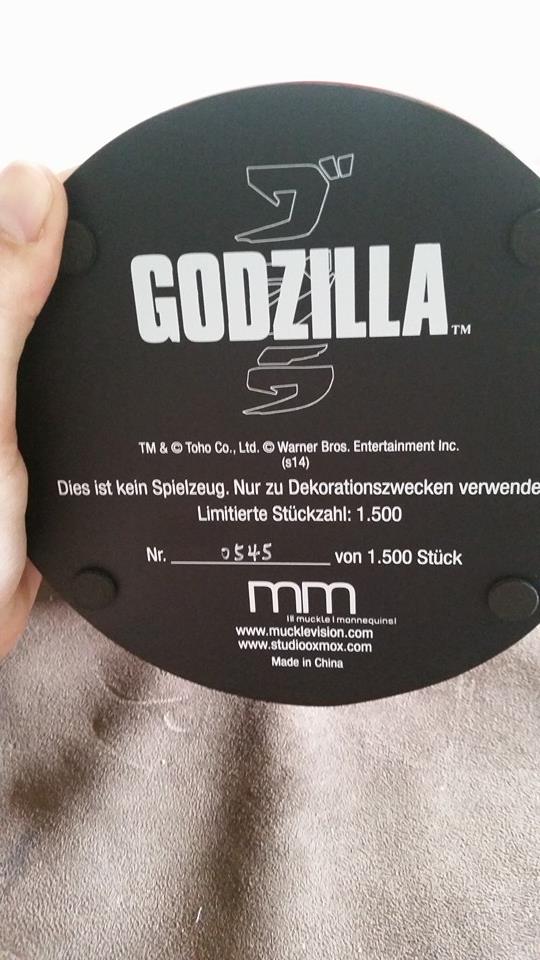 ゴジラ
GODZILLA™
TM & © Toho Co., Ltd. © Warner Bros. Entertainment Inc.
(s14)
Dies ist kein Spielzeug. Nur zu Dekorationszwecken verwende
Limitierte Stückzahl: 1.500
Nr. 0545 von 1.500 Stück
mm
muckle | mannequins
www.mucklevision.com
www.studiooxmox.com
Made in China